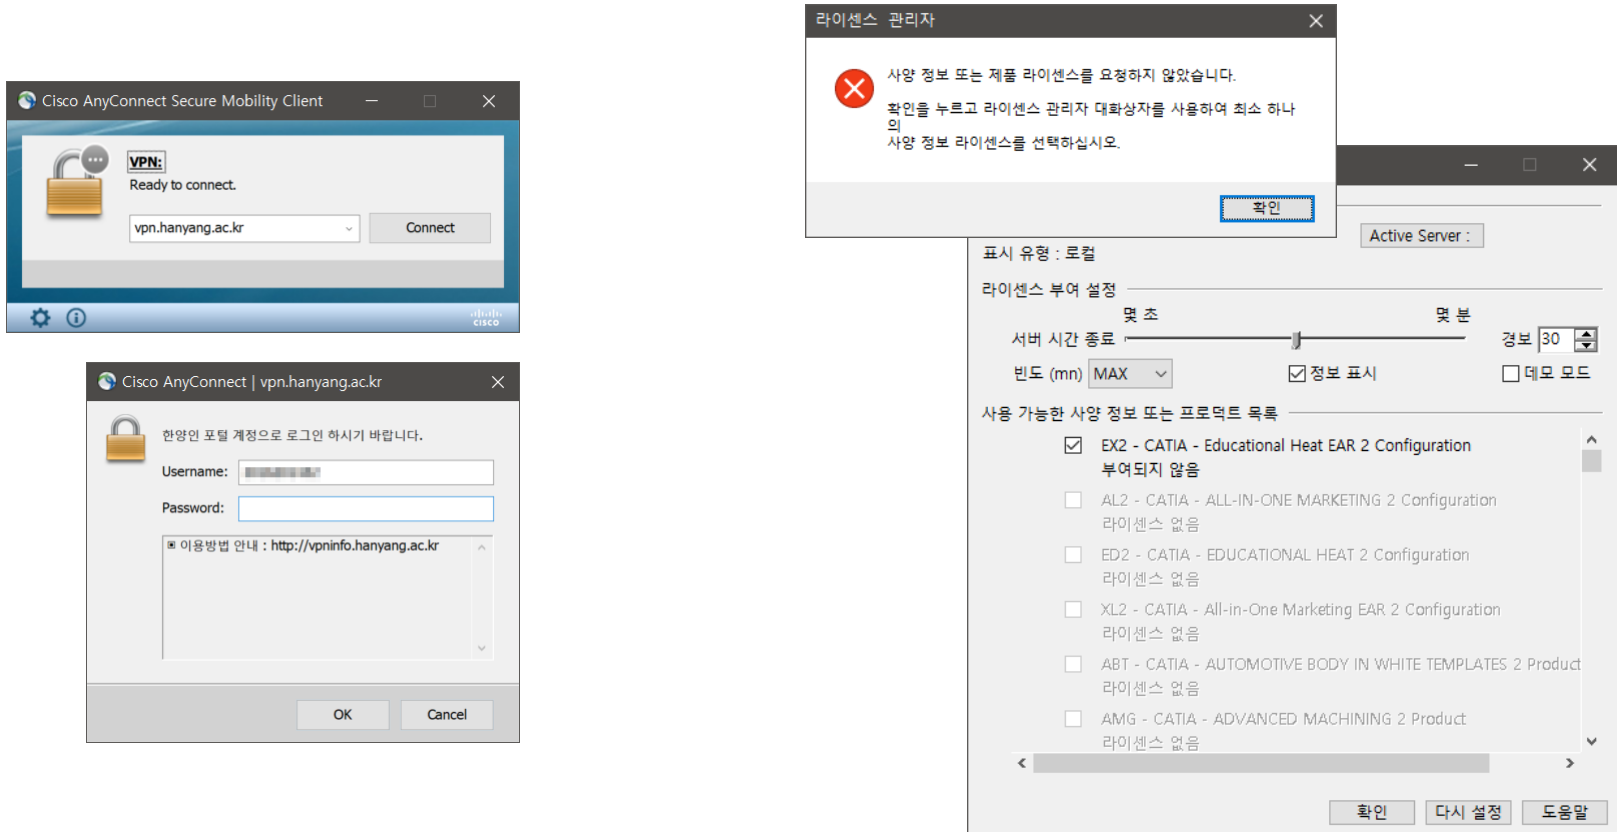 Cisco AnyConnect Secure Mobility Client
VPN:
Ready to connect.
vpn.hanyang.ac.kr
Connect
cisco
Cisco AnyConnect | vpn.hanyang.ac.kr
한양인 포털 계정으로 로그인 하시기 바랍니다.
Username:
Password:
▣ 이용방법 안내 : http://vpninfo.hanyang.ac.kr
OK
Cancel
라이센스 관리자
사양 정보 또는 제품 라이센스를 요청하지 않았습니다.
확인을 누르고 라이센스 관리자 대화상자를 사용하여 최소 하나
의
사양 정보 라이센스를 선택하십시오.
확인
Active Server :
표시 유형 : 로컬
라이센스 부여 설정
몇 초
몇 분
서버 시간 종료
경보
30
빈도 (mn)
MAX
정보 표시
데모 모드
사용 가능한 사양 정보 또는 프로덕트 목록
EX2 - CATIA - Educational Heat EAR 2 Configuration
부여되지 않음
AL2 - CATIA - ALL-IN-ONE MARKETING 2 Configuration
라이센스 없음
ED2 - CATIA - EDUCATIONAL HEAT 2 Configuration
라이센스 없음
XL2 - CATIA - All-in-One Marketing EAR 2 Configuration
라이센스 없음
ABT - CATIA - AUTOMOTIVE BODY IN WHITE TEMPLATES 2 Product
라이센스 없음
AMG - CATIA - ADVANCED MACHINING 2 Product
라이센스 없음
확인
다시 설정
도움말